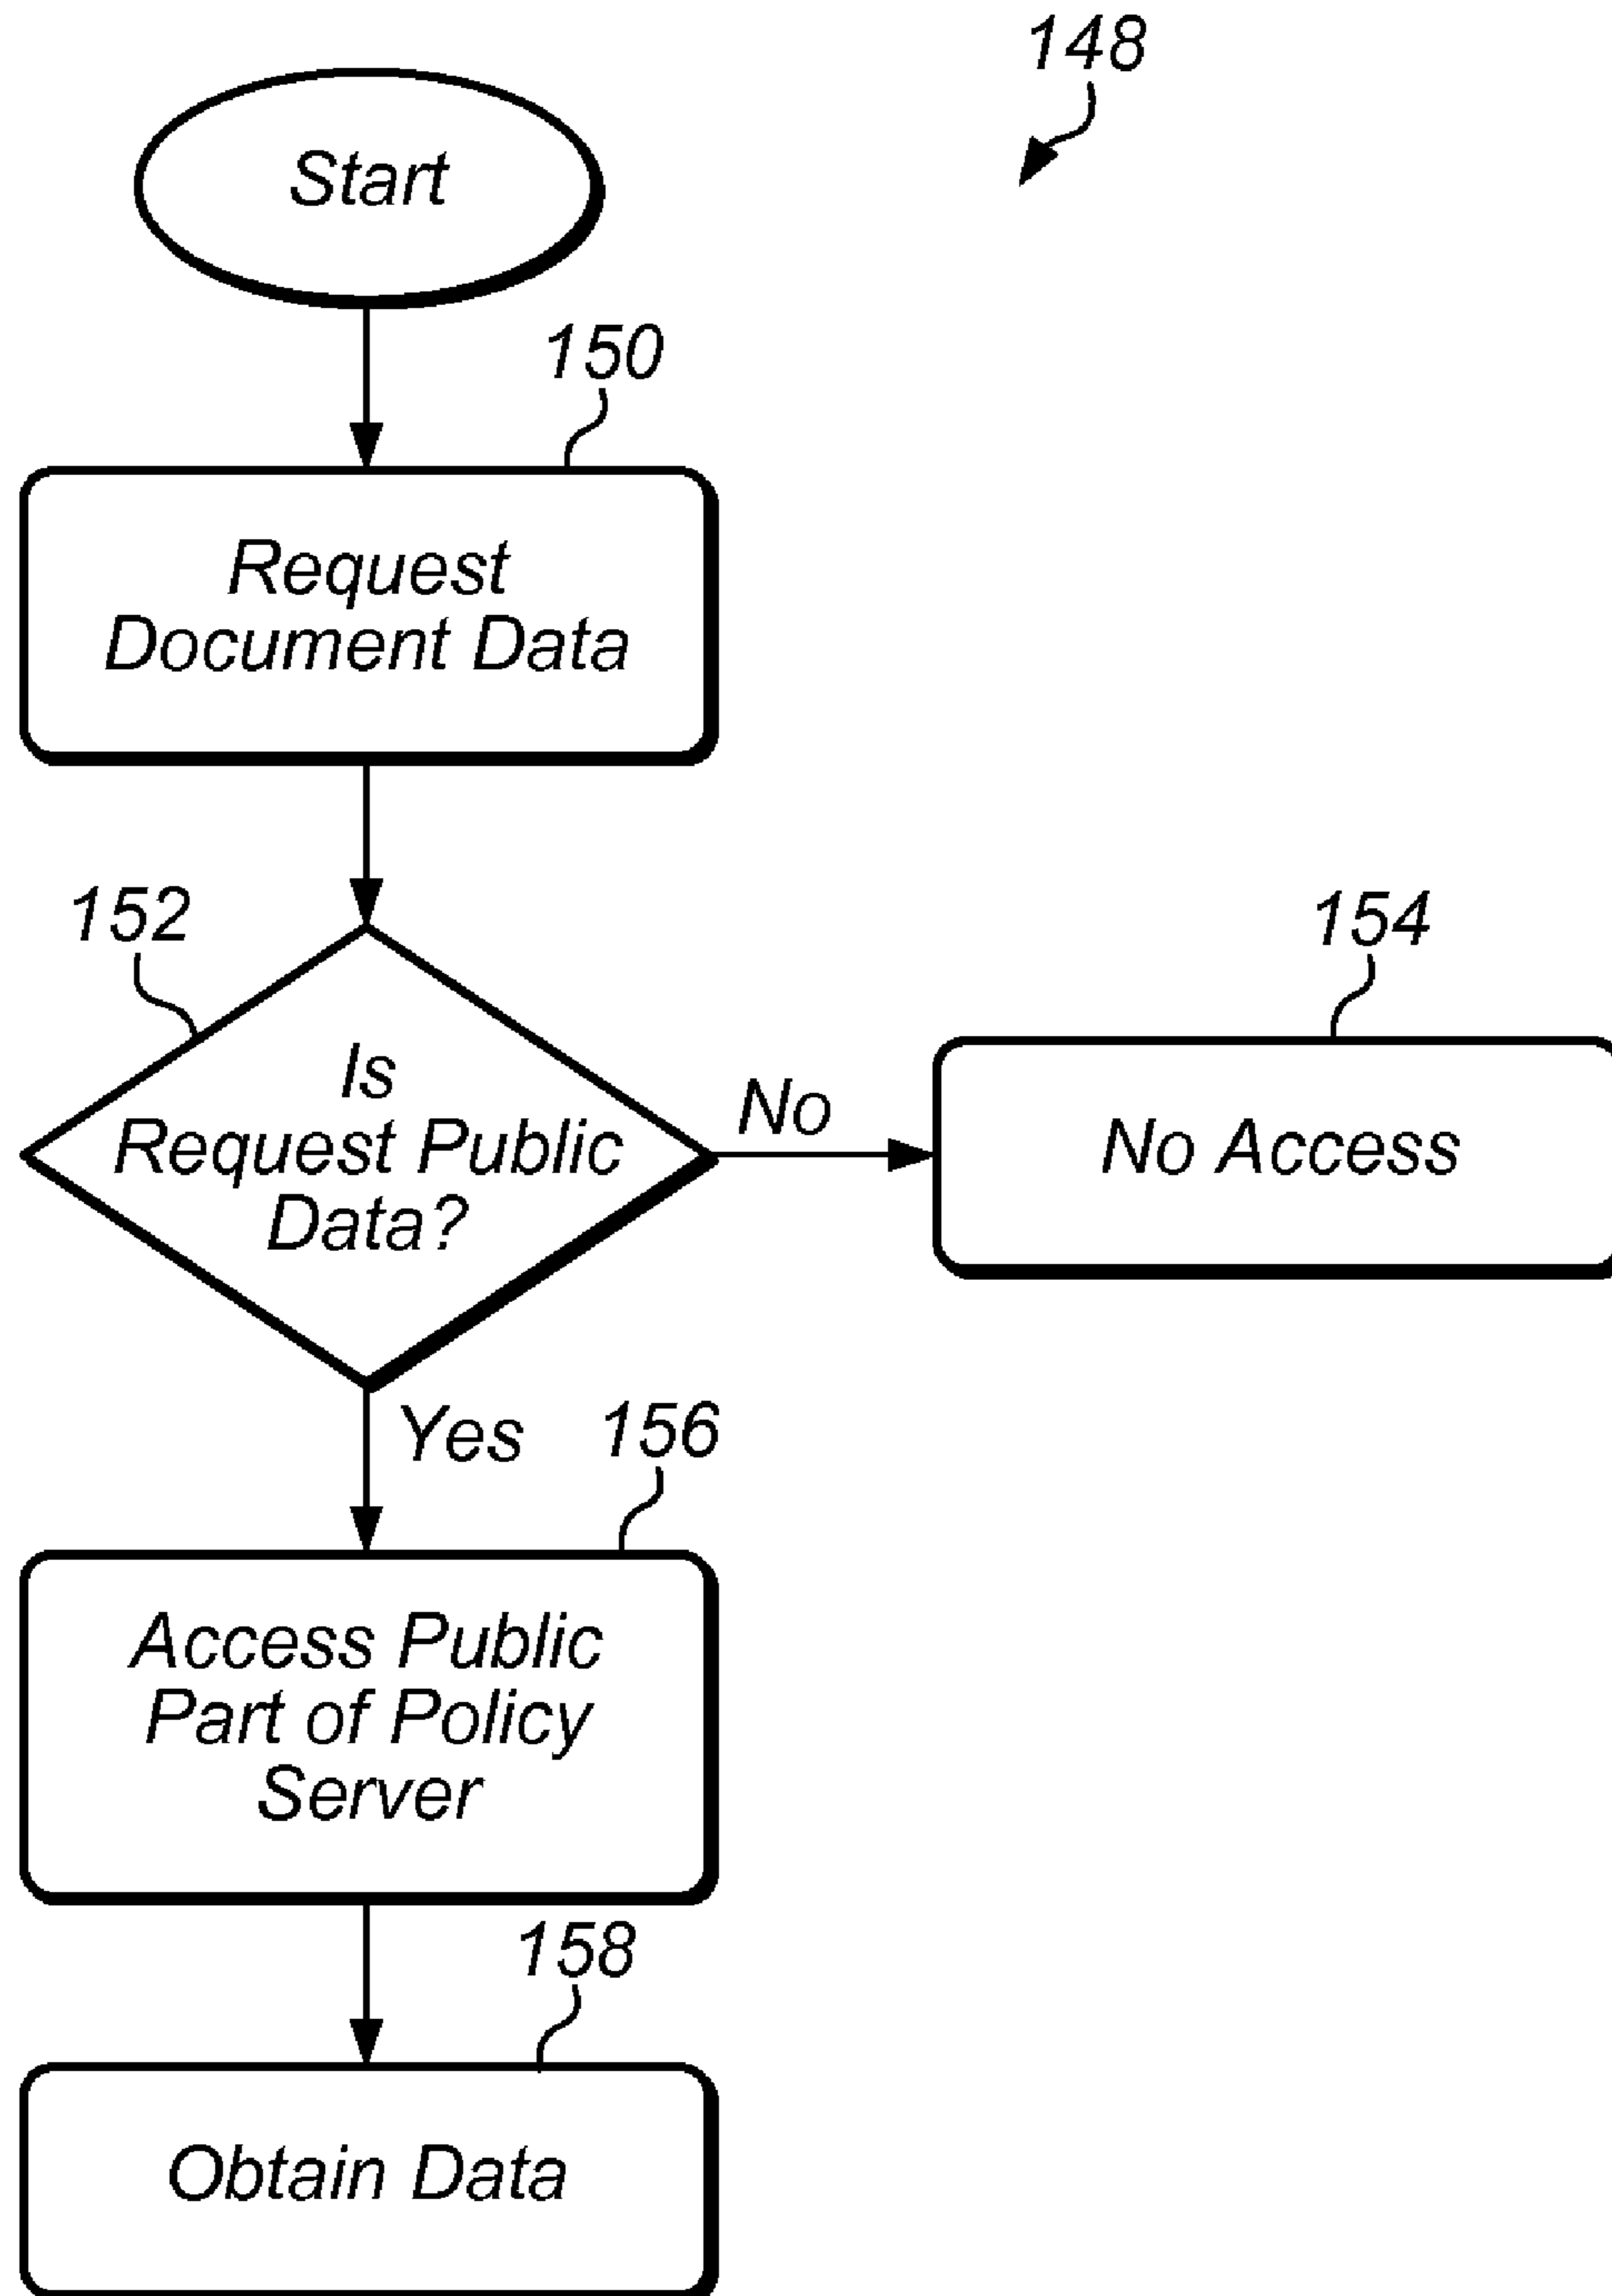 148
Start
150
Request
Document Data
152
Is
Request Public
Data?
No
154
No Access
Yes
156
Access Public
Part of Policy
Server
158
Obtain Data